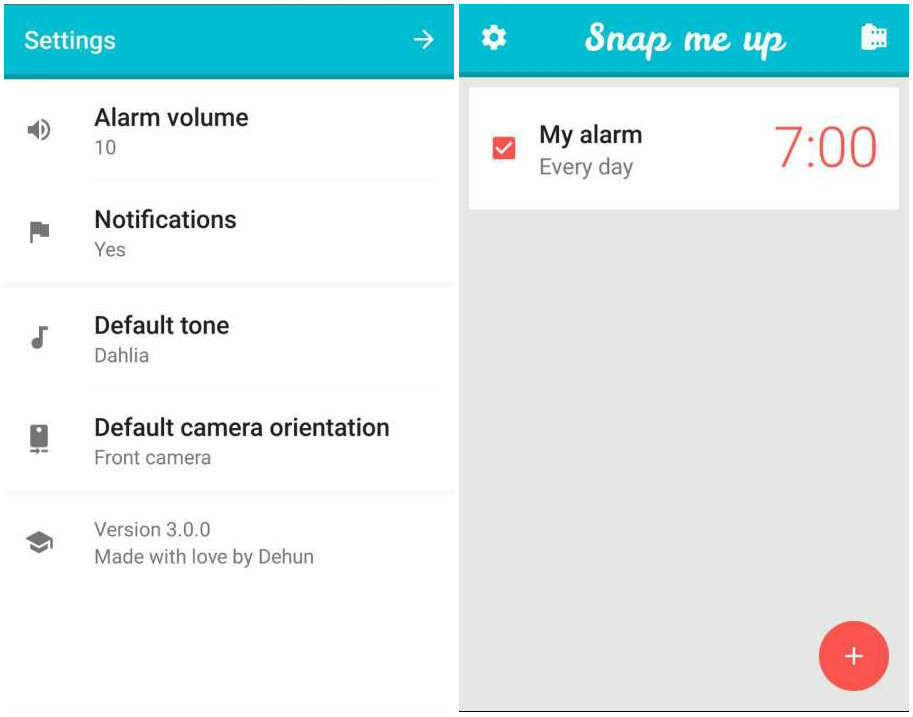 Settings
Alarm volume
10
Notifications
Yes
Default tone
Dahlia
Default camera orientation
Front camera
Version 3.0.0
Made with love by Dehun
Snap me up
My alarm
Every day
7:00